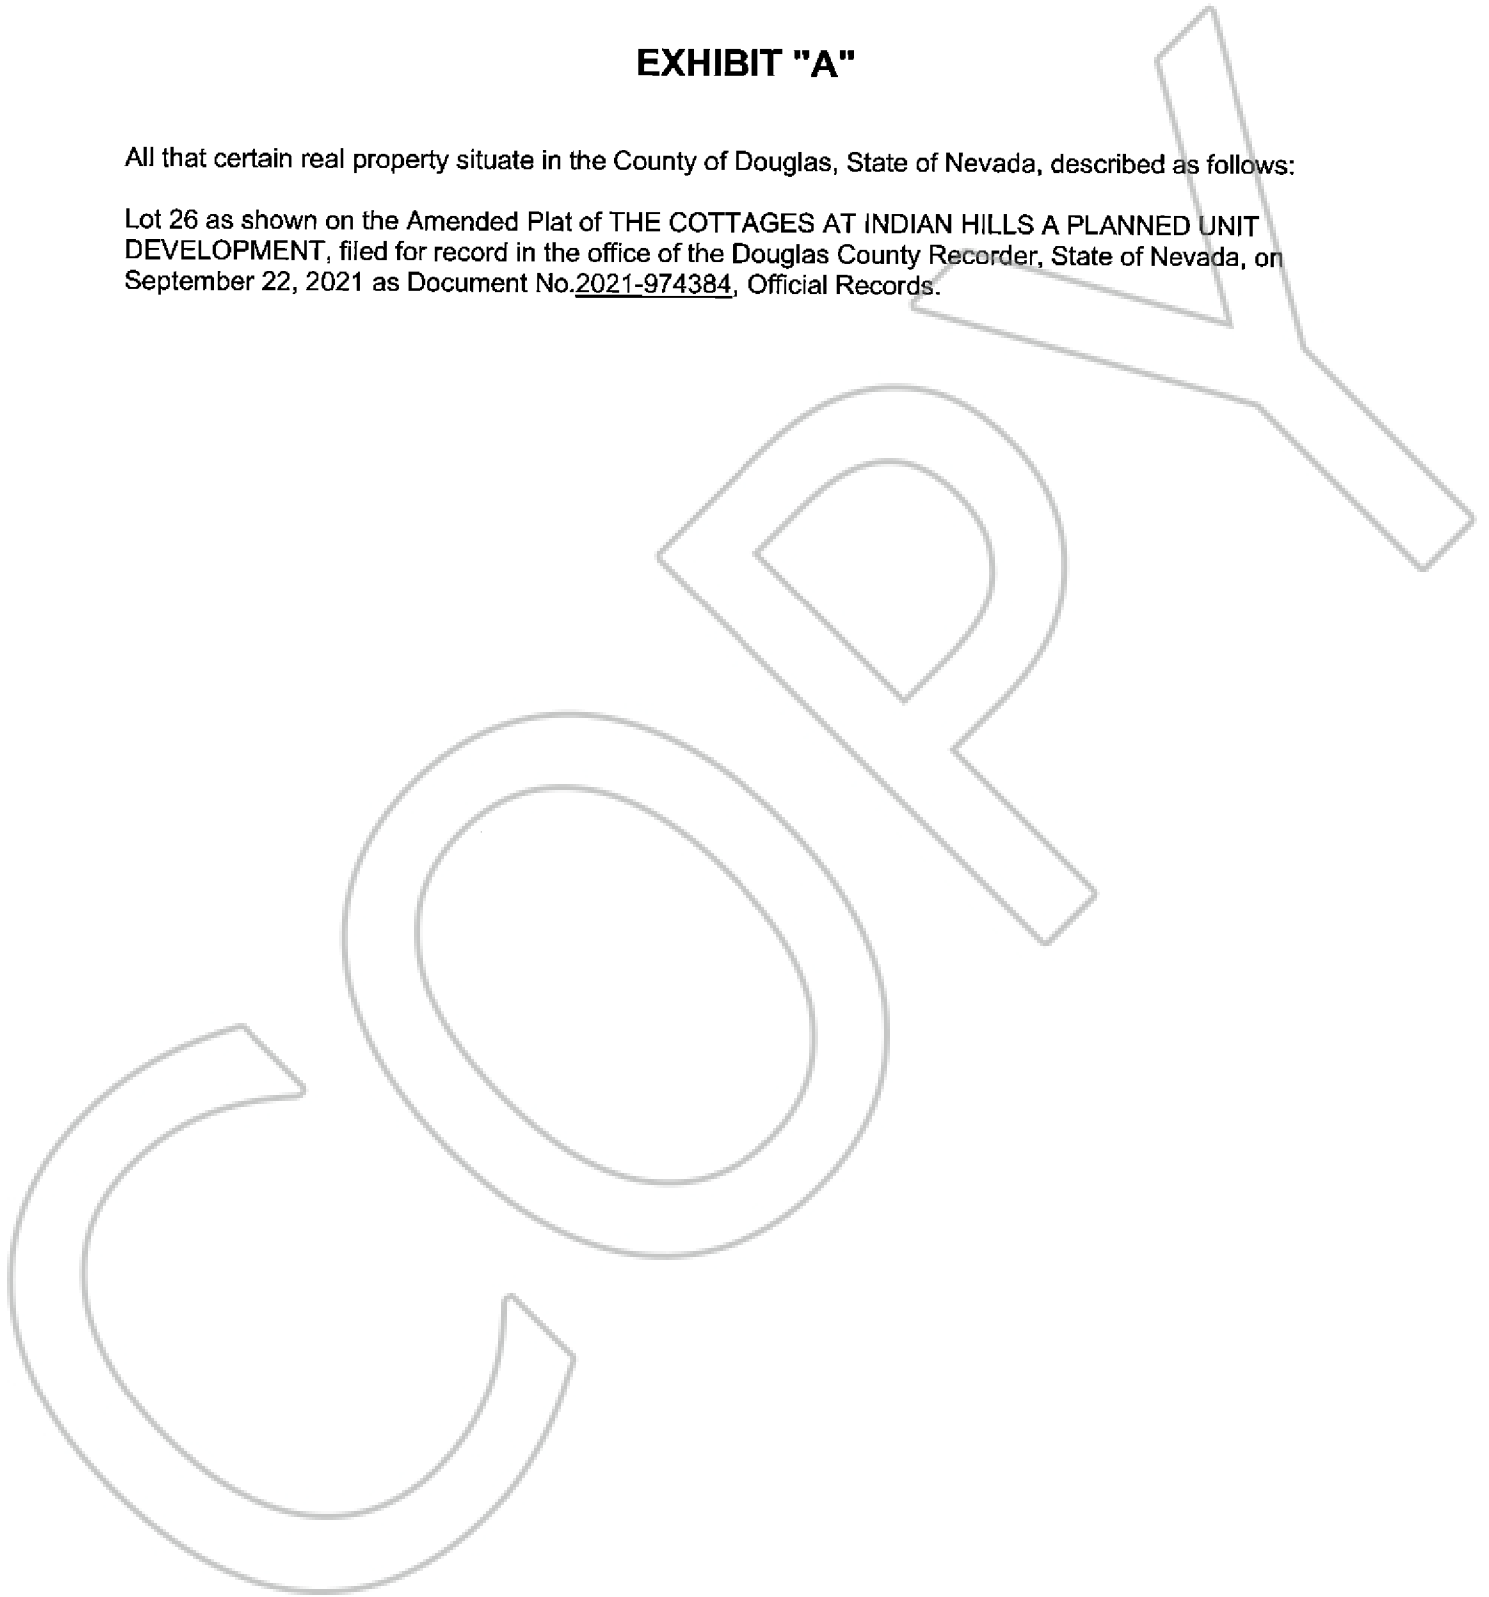 EXHIBIT "A"
All that certain real property situate in the County of Douglas, State of Nevada, described as follows:
Lot 26 as shown on the Amended Plat of THE COTTAGES AT INDIAN HILLS A PLANNED UNIT
DEVELOPMENT, filed for record in the office of the Douglas County Recorder, State of Nevada, on
September 22, 2021 as Document No.2021-974384, Official Records.
COPY